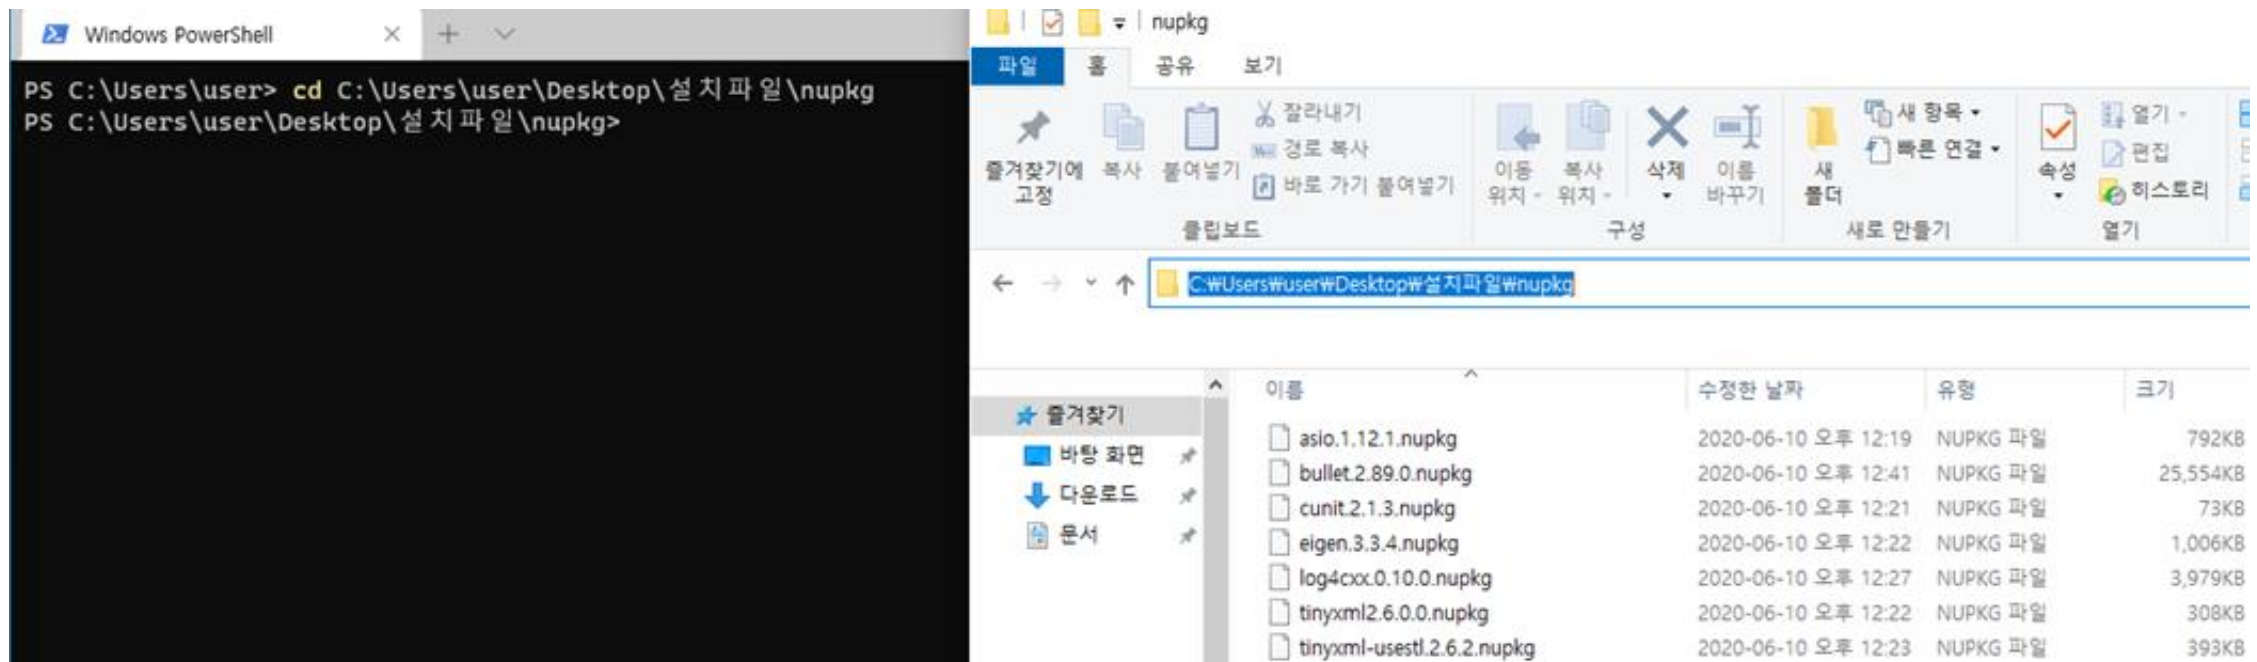 Windows PowerShell
PS C:\Users\user> cd C:\Users\user\Desktop\설치파일\nupkg
PS C:\Users\user\Desktop\설치파일\nupkg>
nupkg
파일 홈 공유 보기
즐겨찾기에 고정
복사
붙여넣기
잘라내기
경로 복사
바로 가기 붙여넣기
클립보드
이동 위치
복사 위치
삭제
이름 바꾸기
구성
새 폴더
새 항목
빠른 연결
새로 만들기
속성
열기
편집
히스토리
열기
C:₩Users₩user₩Desktop₩설치파일₩nupkg
즐겨찾기
바탕 화면
다운로드
문서
이름 수정한 날짜 유형 크기
asio.1.12.1.nupkg 2020-06-10 오후 12:19 NUPKG 파일 792KB
bullet.2.89.0.nupkg 2020-06-10 오후 12:41 NUPKG 파일 25,554KB
cunit.2.1.3.nupkg 2020-06-10 오후 12:21 NUPKG 파일 73KB
eigen.3.3.4.nupkg 2020-06-10 오후 12:22 NUPKG 파일 1,006KB
log4cxx.0.10.0.nupkg 2020-06-10 오후 12:27 NUPKG 파일 3,979KB
tinyxml2.6.0.0.nupkg 2020-06-10 오후 12:22 NUPKG 파일 308KB
tinyxml-usestl.2.6.2.nupkg 2020-06-10 오후 12:23 NUPKG 파일 393KB